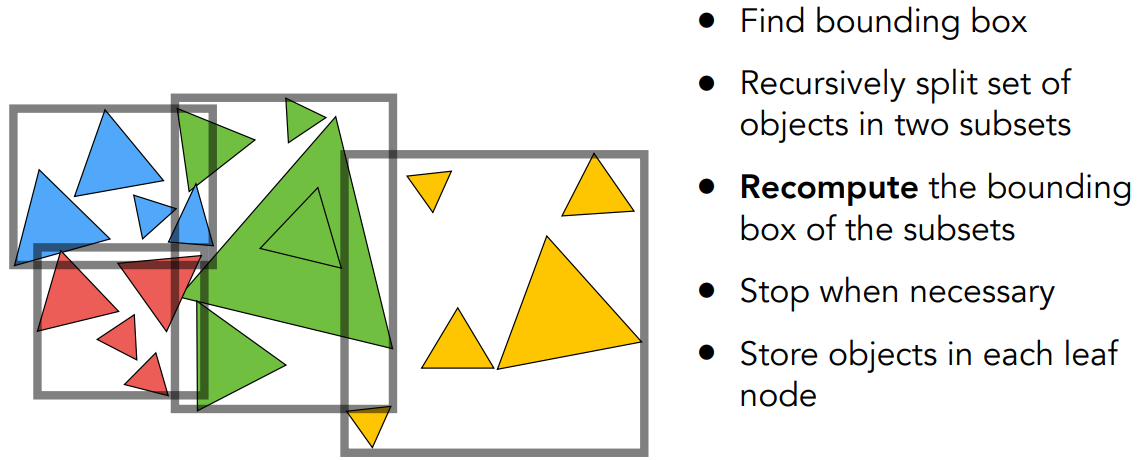 ● Find bounding box
● Recursively split set of
objects in two subsets
● Recompute the bounding
box of the subsets
● Stop when necessary
● Store objects in each leaf
node